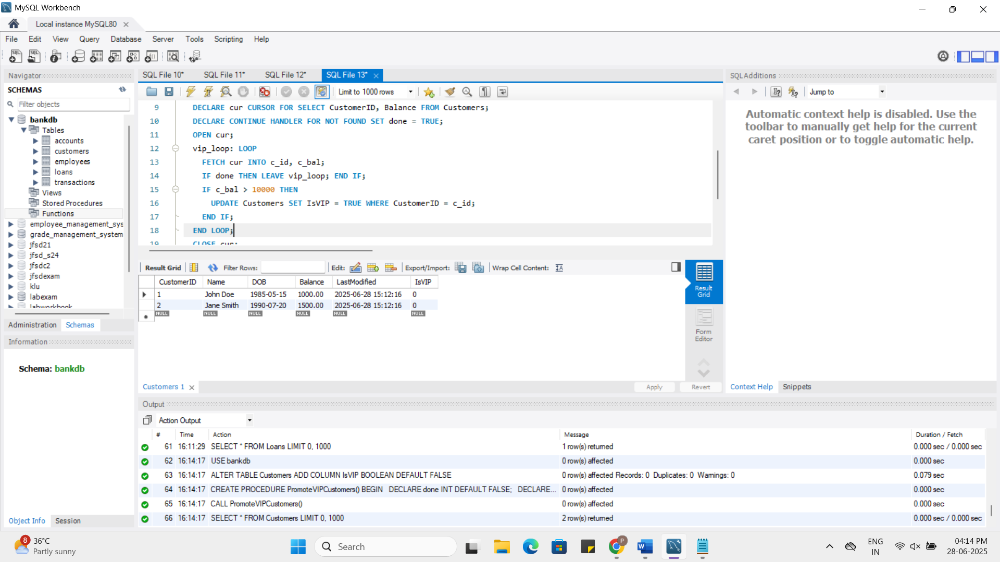 MySQL Workbench
Local instance MySQL80
File Edit View Query Database Server Tools Scripting Help
Navigator
SCHEMAS
Filter objects
bankdb
Tables
accounts
customers
employees
loans
transactions
Views
Stored Procedures
Functions
employee_management_sys
grade_management_system
jfsd21
jfsd_s24
jfsdc2
jfsdexam
klu
labexam
labworkbook
Administration Schemas
Information
Schema: bankdb
Object Info Session
SQL File 10* SQL File 11* SQL File 12* SQL File 13*
Limit to 1000 rows
9 DECLARE cur CURSOR FOR SELECT CustomerID, Balance FROM Customers;
10 DECLARE CONTINUE HANDLER FOR NOT FOUND SET done = TRUE;
11 OPEN cur;
12 vip_loop: LOOP
13 FETCH cur INTO c_id, c_bal;
14 IF done THEN LEAVE vip_loop; END IF;
15 IF c_bal > 10000 THEN
16 UPDATE Customers SET IsVIP = TRUE WHERE CustomerID = c_id;
17 END IF;
18 END LOOP;
19 CLOSE cur;
Result Grid Filter Rows: Edit: Export/Import: Wrap Cell Content:
CustomerID Name DOB Balance LastModified IsVIP
1 John Doe 1985-05-15 1000.00 2025-06-28 15:12:16 0
2 Jane Smith 1990-07-20 1500.00 2025-06-28 15:12:16 0
NULL NULL NULL NULL NULL NULL
Result
Grid
Form
Editor
Customers 1
Apply Revert
SQLAdditions
Jump to
Automatic context help is disabled. Use the
toolbar to manually get help for the current
caret position or to toggle automatic help.
Context Help Snippets
Output
Action Output
# Time Action Message Duration / Fetch
61 16:11:29 SELECT * FROM Loans LIMIT 0, 1000 1 row(s) returned 0.000 sec / 0.000 sec
62 16:14:17 USE bankdb 0 row(s) affected 0.000 sec
63 16:14:17 ALTER TABLE Customers ADD COLUMN IsVIP BOOLEAN DEFAULT FALSE 0 row(s) affected Records: 0 Duplicates: 0 Warnings: 0 0.079 sec
64 16:14:17 CREATE PROCEDURE PromoteVIPCustomers() BEGIN DECLARE done INT DEFAULT FALSE; DECLARE... 0 row(s) affected 0.000 sec
65 16:14:17 CALL PromoteVIPCustomers() 0 row(s) affected 0.000 sec
66 16:14:17 SELECT * FROM Customers LIMIT 0, 1000 2 row(s) returned 0.000 sec / 0.000 sec
8
36°C
Partly sunny
Search
P
ENG
IN
04:14 PM
28-06-2025